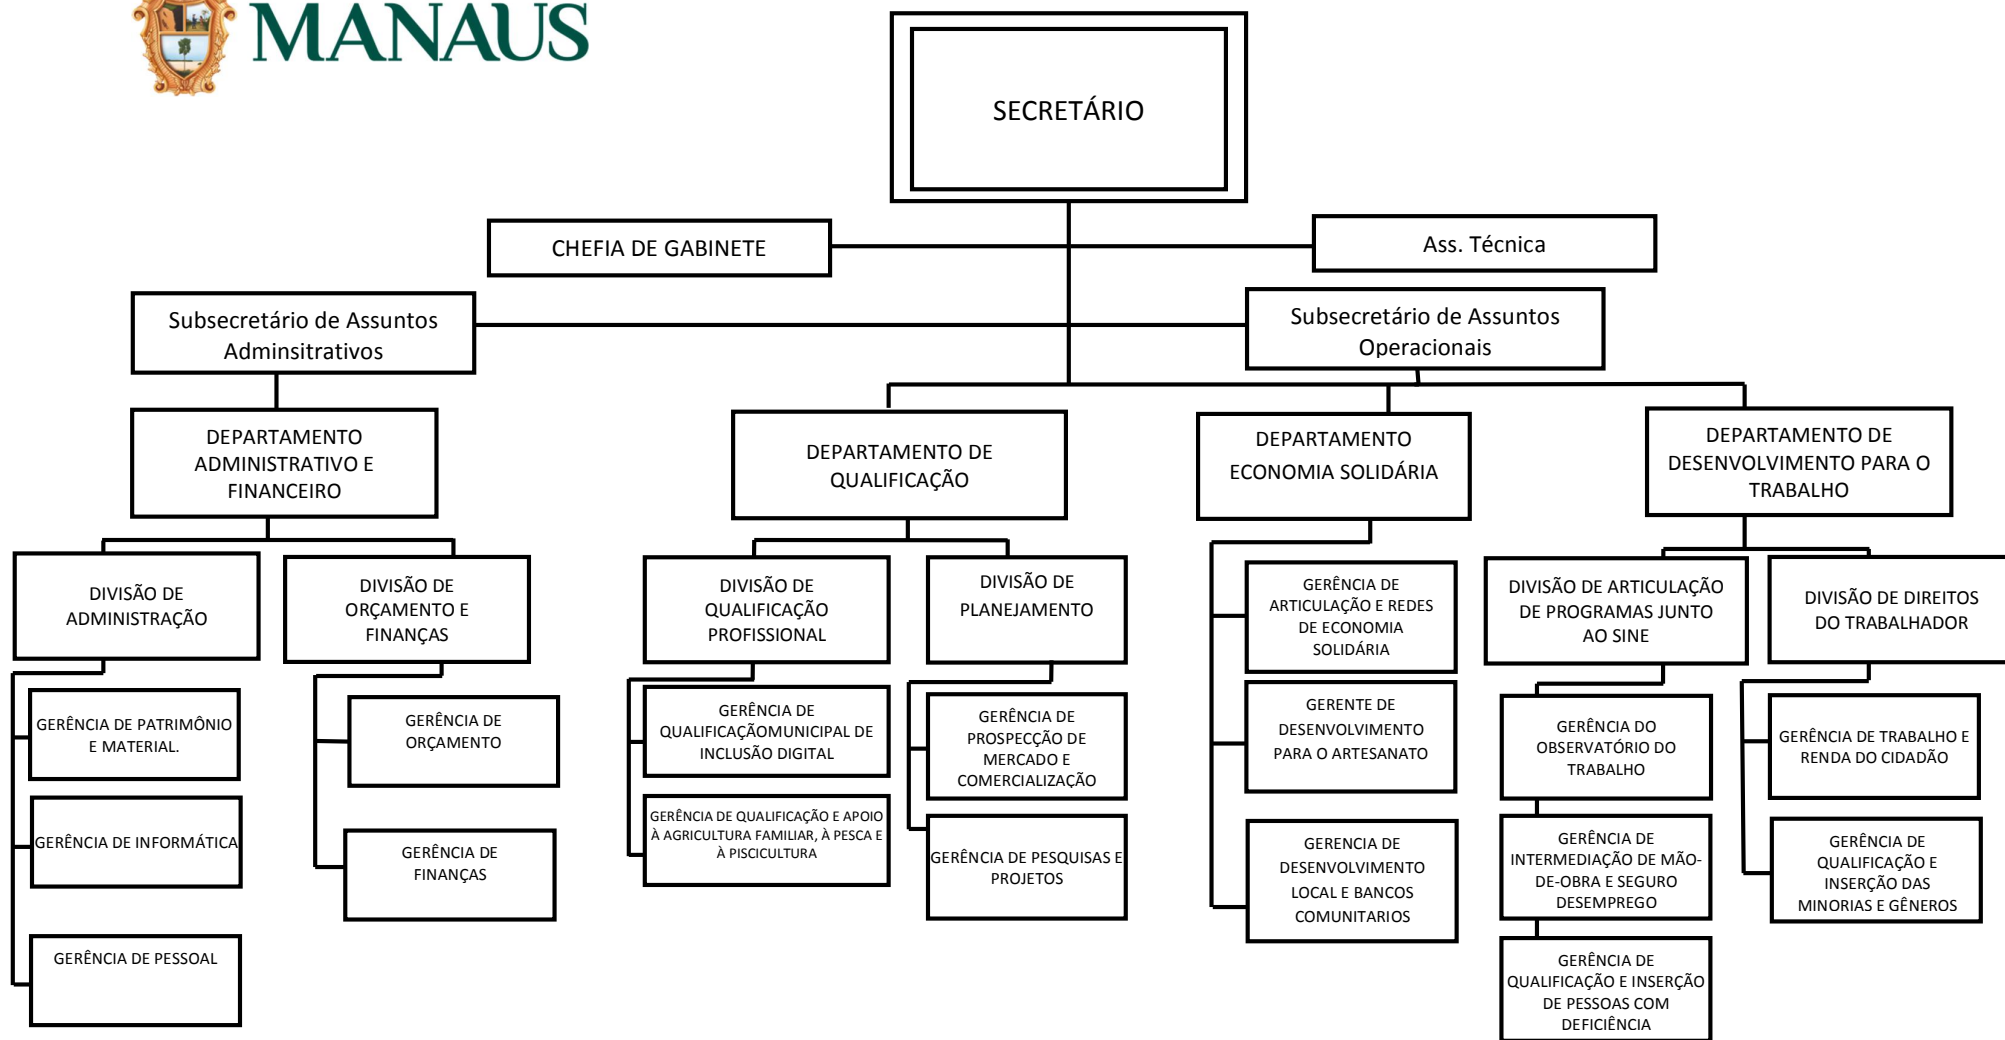 MANAUS
SECRETÁRIO
CHEFIA DE GABINETE
Ass. Técnica
Subsecretário de Assuntos
Adminsitrativos
Subsecretário de Assuntos
Operacionais
DEPARTAMENTO
ADMINISTRATIVO E
FINANCEIRO
DEPARTAMENTO DE
QUALIFICAÇÃO
DEPARTAMENTO
ECONOMIA SOLIDÁRIA
DEPARTAMENTO DE
DESENVOLVIMENTO PARA O
TRABALHO
DIVISÃO DE
ADMINISTRAÇÃO
DIVISÃO DE
ORÇAMENTO E
FINANÇAS
DIVISÃO DE
QUALIFICAÇÃO
PROFISSIONAL
DIVISÃO DE
PLANEJAMENTO
GERÊNCIA DE
ARTICULAÇÃO E REDES
DE ECONOMIA
SOLIDÁRIA
DIVISÃO DE ARTICULAÇÃO
DE PROGRAMAS JUNTO
AO SINE
DIVISÃO DE DIREITOS
DO TRABALHADOR
GERÊNCIA DE PATRIMÔNIO
E MATERIAL.
GERÊNCIA DE
ORÇAMENTO
GERÊNCIA DE
QUALIFICAÇÃOMUNICIPAL DE
INCLUSÃO DIGITAL
GERÊNCIA DE
PROSPECÇÃO DE
MERCADO E
COMERCIALIZAÇÃO
GERENTE DE
DESENVOLVIMENTO
PARA O ARTESANATO
GERÊNCIA DO
OBSERVATÓRIO DO
TRABALHO
GERÊNCIA DE TRABALHO E
RENDA DO CIDADÃO
GERÊNCIA DE INFORMÁTICA
GERÊNCIA DE
FINANÇAS
GERÊNCIA DE QUALIFICAÇÃO E APOIO
À AGRICULTURA FAMILIAR, À PESCA E
À PISCICULTURA
GERÊNCIA DE PESQUISAS E
PROJETOS
GERENCIA DE
DESENVOLVIMENTO
LOCAL E BANCOS
COMUNITARIOS
GERÊNCIA DE
INTERMEDIAÇÃO DE MÃO-
DE-OBRA E SEGURO
DESEMPREGO
GERÊNCIA DE
QUALIFICAÇÃO E
INSERÇÃO DAS
MINORIAS E GÊNEROS
GERÊNCIA DE PESSOAL
GERÊNCIA DE
QUALIFICAÇÃO E INSERÇÃO
DE PESSOAS COM
DEFICIÊNCIA